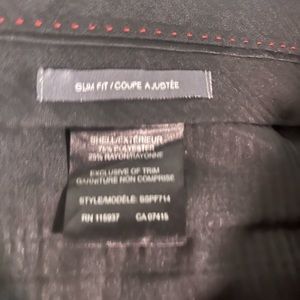 SLIM FIT / COUPE AJUSTÉE
SHELL/EXTÉRIEUR
75% POLYESTER
25% RAYON/RAYONNE
EXCLUSIVE OF TRIM
GARNITURE NON COMPRISE
STYLE/MODÈLE: BSPF714
RN 115937 CA 07415